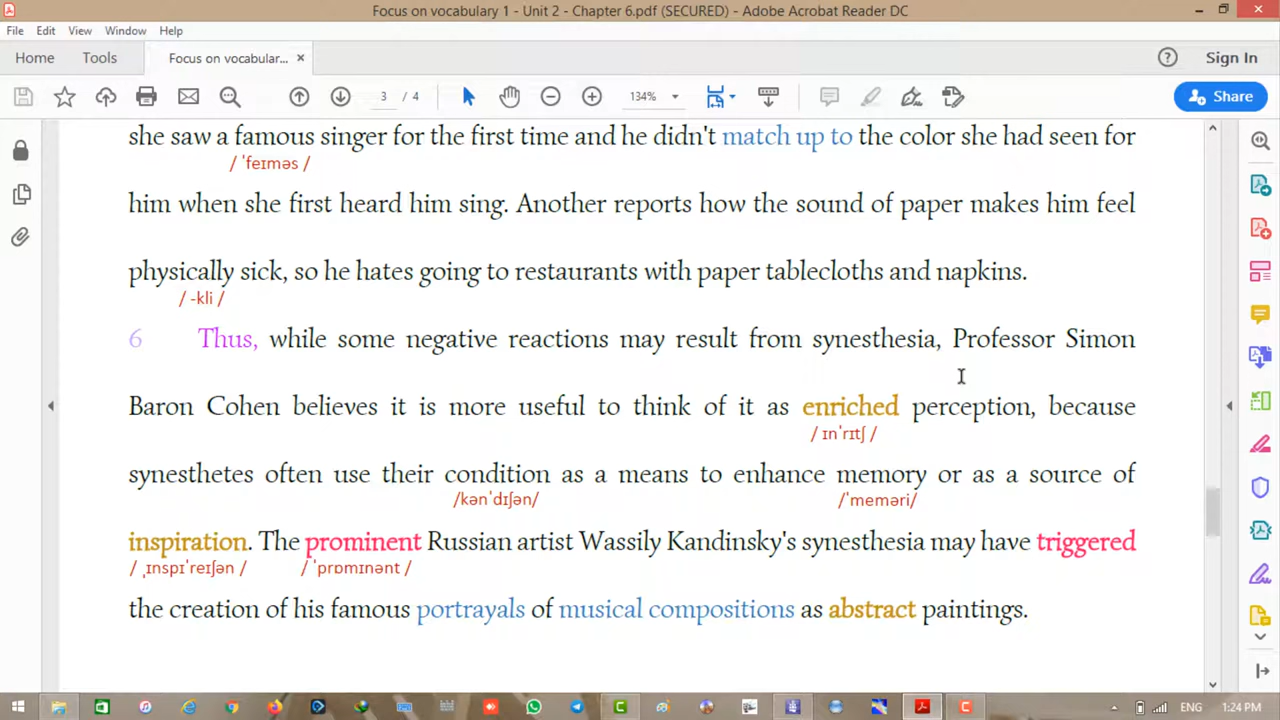 Focus on vocabulary 1 - Unit 2 - Chapter 6.pdf (SECURED) - Adobe Acrobat Reader DC
File Edit View Window Help
Home Tools Focus on vocabular... × Sign In
3 / 4 134% Share
she saw a famous singer for the first time and he didn't match up to the color she had seen for
/ ˈfeɪməs /
him when she first heard him sing. Another reports how the sound of paper makes him feel
physically sick, so he hates going to restaurants with paper tablecloths and napkins.
/ -kli /
6 Thus, while some negative reactions may result from synesthesia, Professor Simon
Baron Cohen believes it is more useful to think of it as enriched perception, because
/ ɪnˈrɪtʃ /
synesthetes often use their condition as a means to enhance memory or as a source of
/kənˈdɪʃən/ /ˈmeməri/
inspiration. The prominent Russian artist Wassily Kandinsky's synesthesia may have triggered
/ ˌɪnspɪˈreɪʃən / / ˈprɒmɪnənt /
the creation of his famous portrayals of musical compositions as abstract paintings.
ENG 1:24 PM